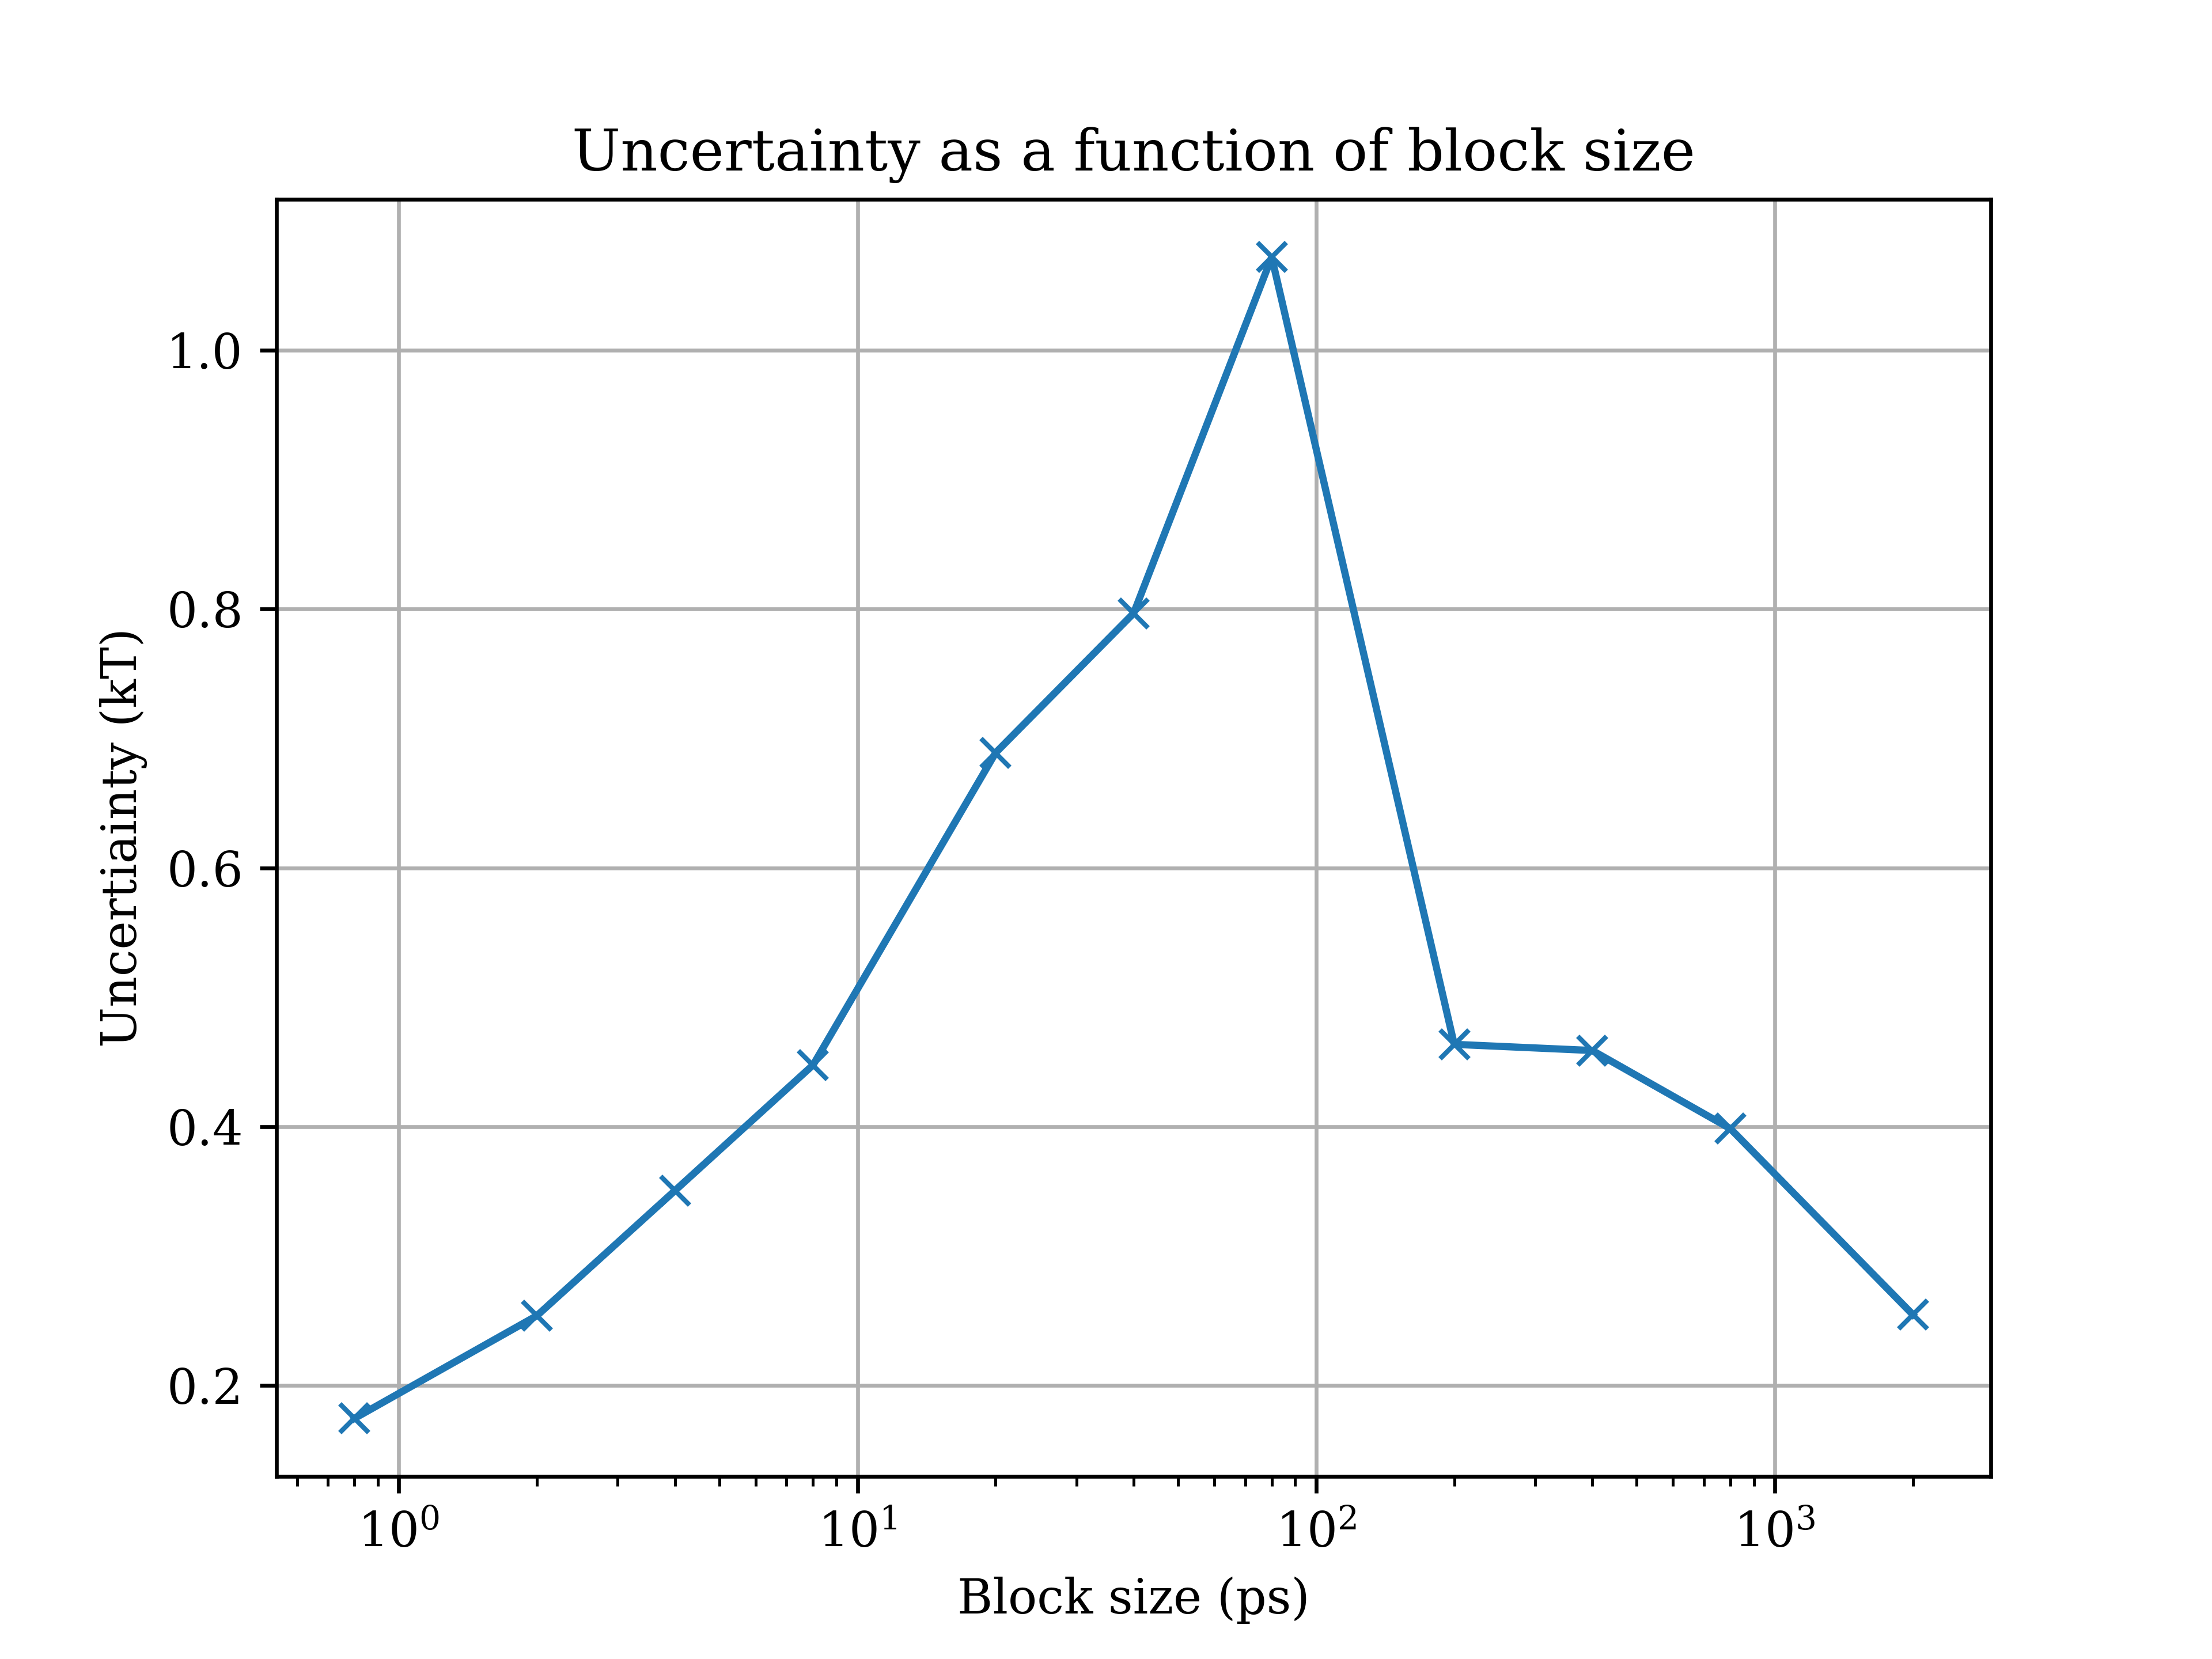 Uncertainty as a function of block size
1.0
0.8
0.6
0.4
0.2
Uncertiainty (kT)
10⁰ 10¹ 10² 10³
Block size (ps)